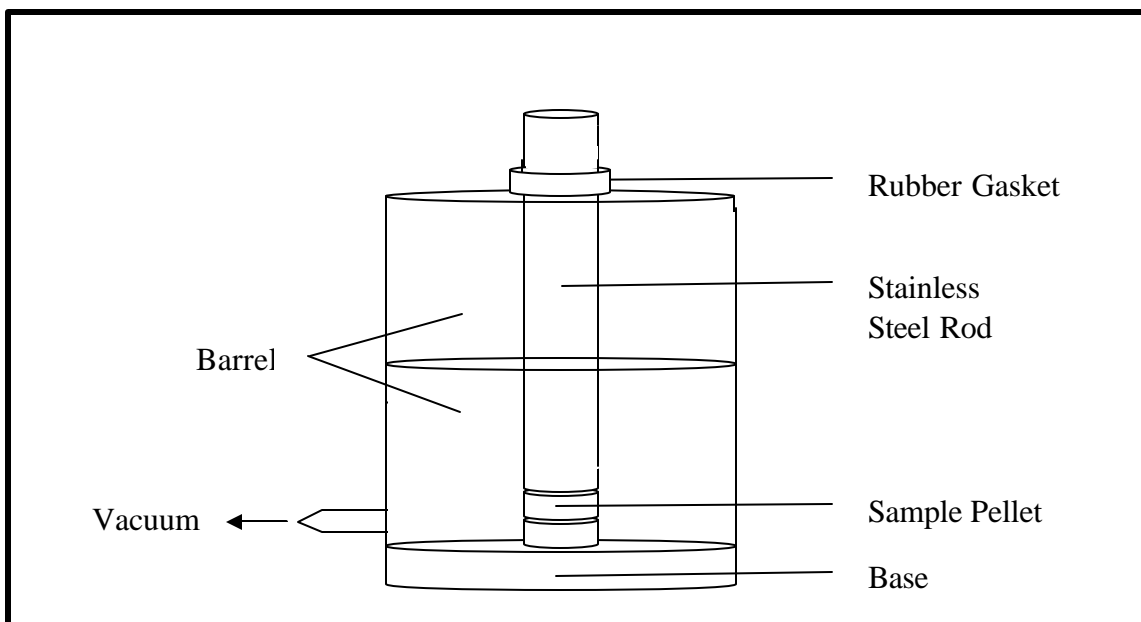 Rubber Gasket
Stainless
Steel Rod
Barrel
Vacuum
Sample Pellet
Base